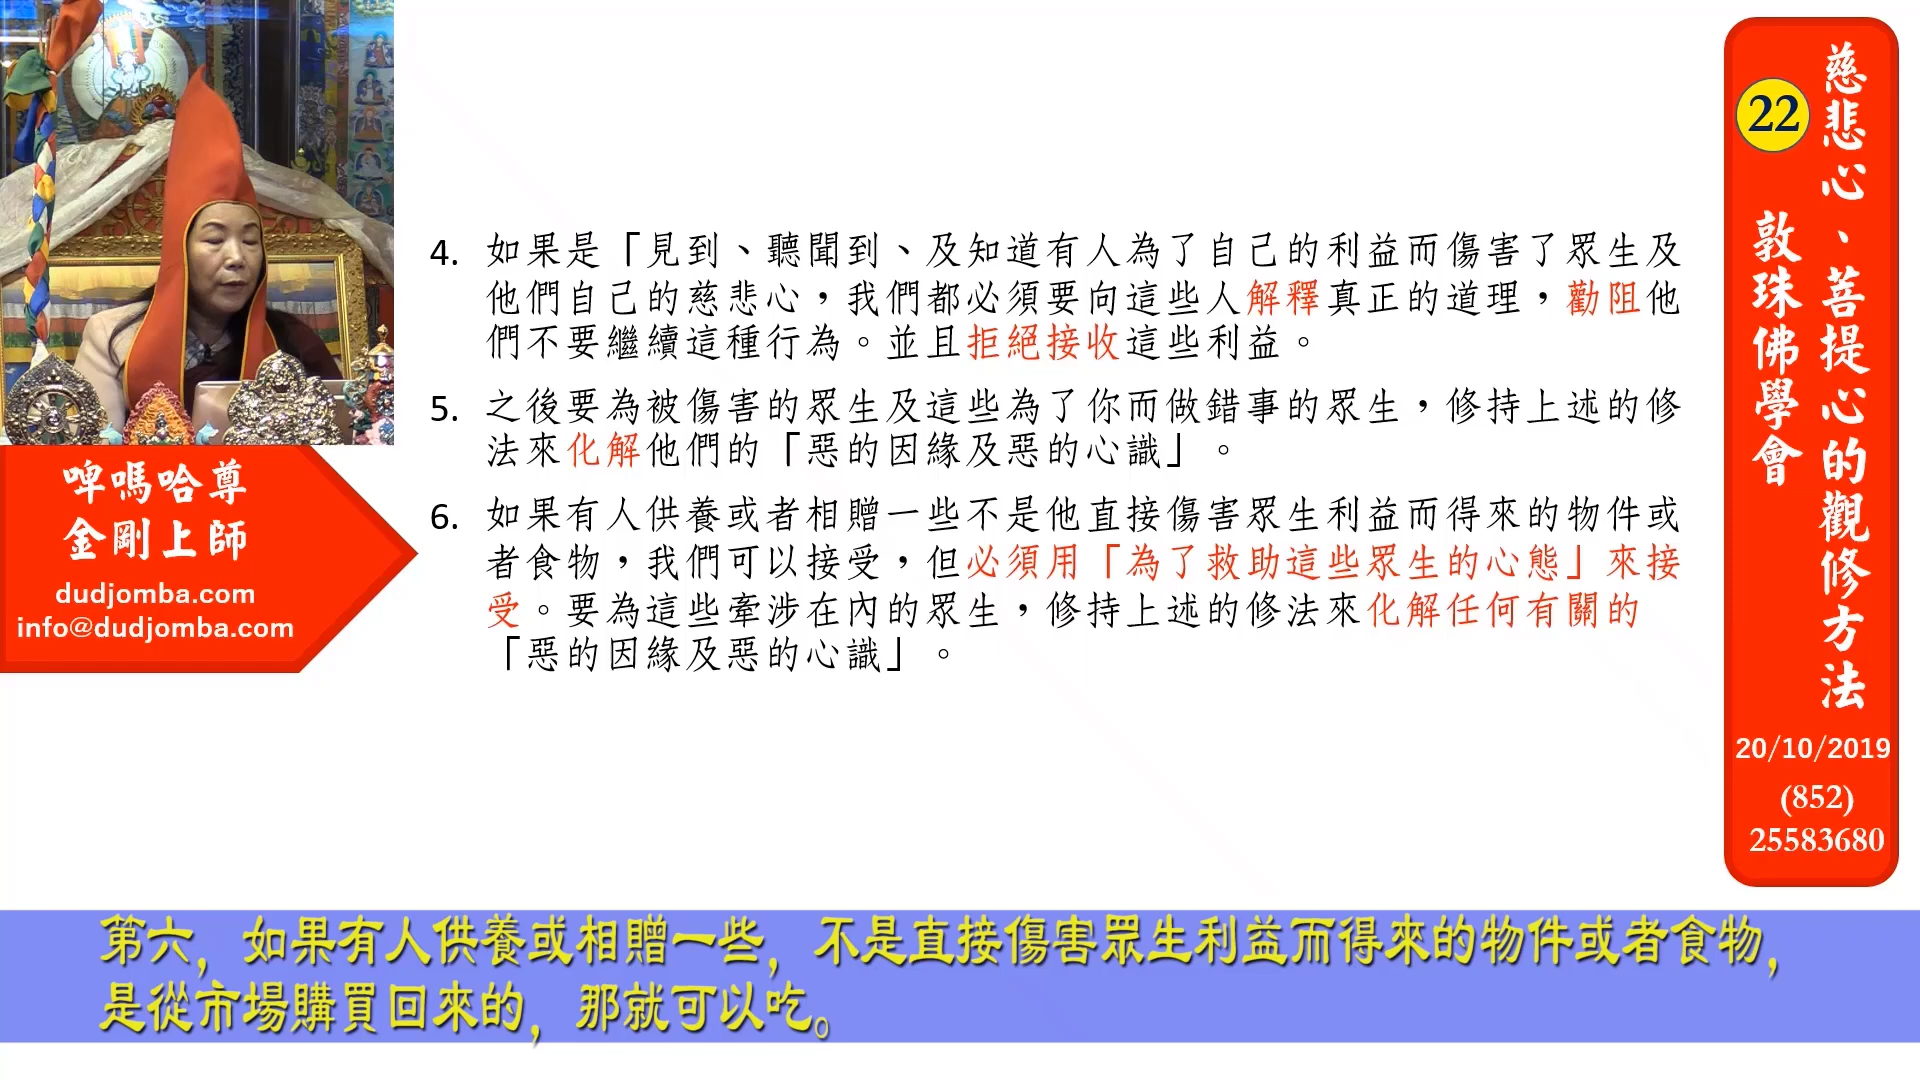 4. 如果是「見到、聽聞到、及知道有人為了自己的利益而傷害了眾生及
他們自己的慈悲心，我們都必須要向這些人解釋真正的道理，勸阻他
們不要繼續這種行為。並且拒絕接收這些利益。
5. 之後要為被傷害的眾生及這些為了你而做錯事的眾生，修持上述的修
法來化解他們的「惡的因緣及惡的心識」。
6. 如果有人供養或者相贈一些不是他直接傷害眾生利益而得來的物件或
者食物，我們可以接受，但必須用「為了救助這些眾生的心態」來接
受。要為這些牽涉在內的眾生，修持上述的修法來化解任何有關的
「惡的因緣及惡的心識」。
啤嗎哈尊
金剛上師
dudjomba.com
info@dudjomba.com
慈悲心、菩提心的觀修方法
22
敦珠佛學會
20/10/2019
(852)
25583680
第六，如果有人供養或相贈一些，不是直接傷害眾生利益而得來的物件或者食物，
是從市場購買回來的，那就可以吃。